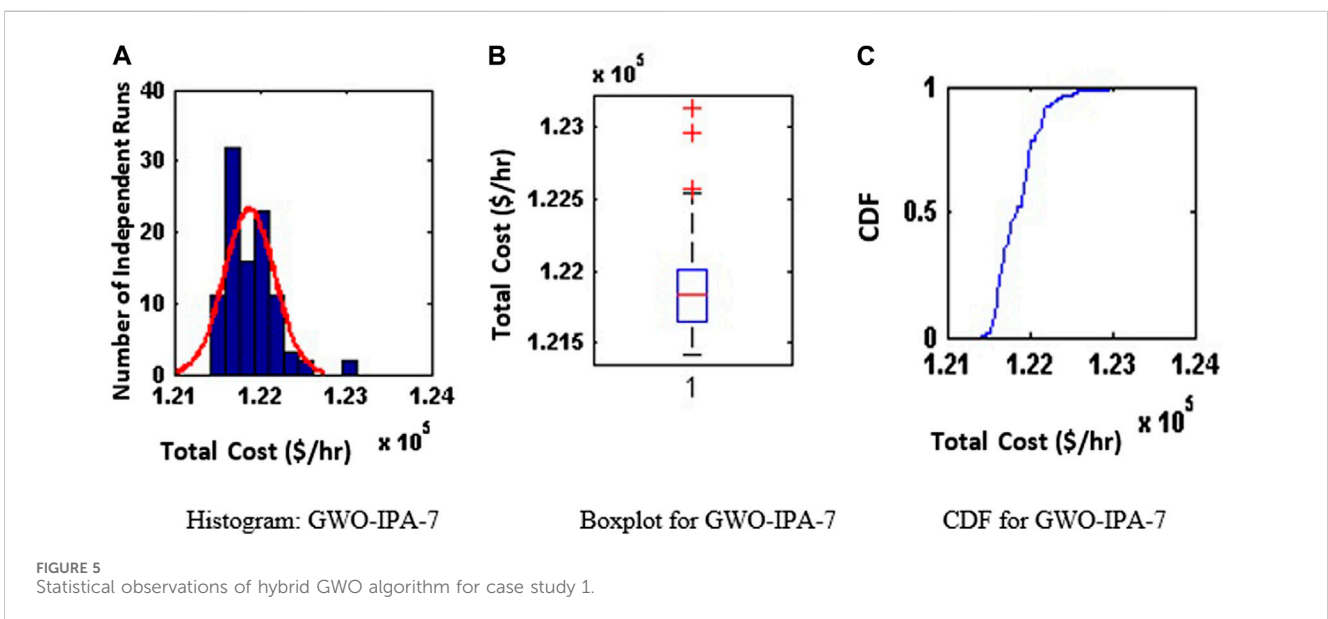 A
Number of Independent Runs
40
30
20
10
0
1.21 1.22 1.23 1.24
Total Cost ($/hr) x 10^5
B
x 10^5
Total Cost ($/hr)
1.23
1.225
1.22
1.215
1
C
CDF
1
0.5
0
1.21 1.22 1.23 1.24
Total Cost ($/hr) x 10^5
Histogram: GWO-IPA-7
Boxplot for GWO-IPA-7
CDF for GWO-IPA-7
FIGURE 5
Statistical observations of hybrid GWO algorithm for case study 1.